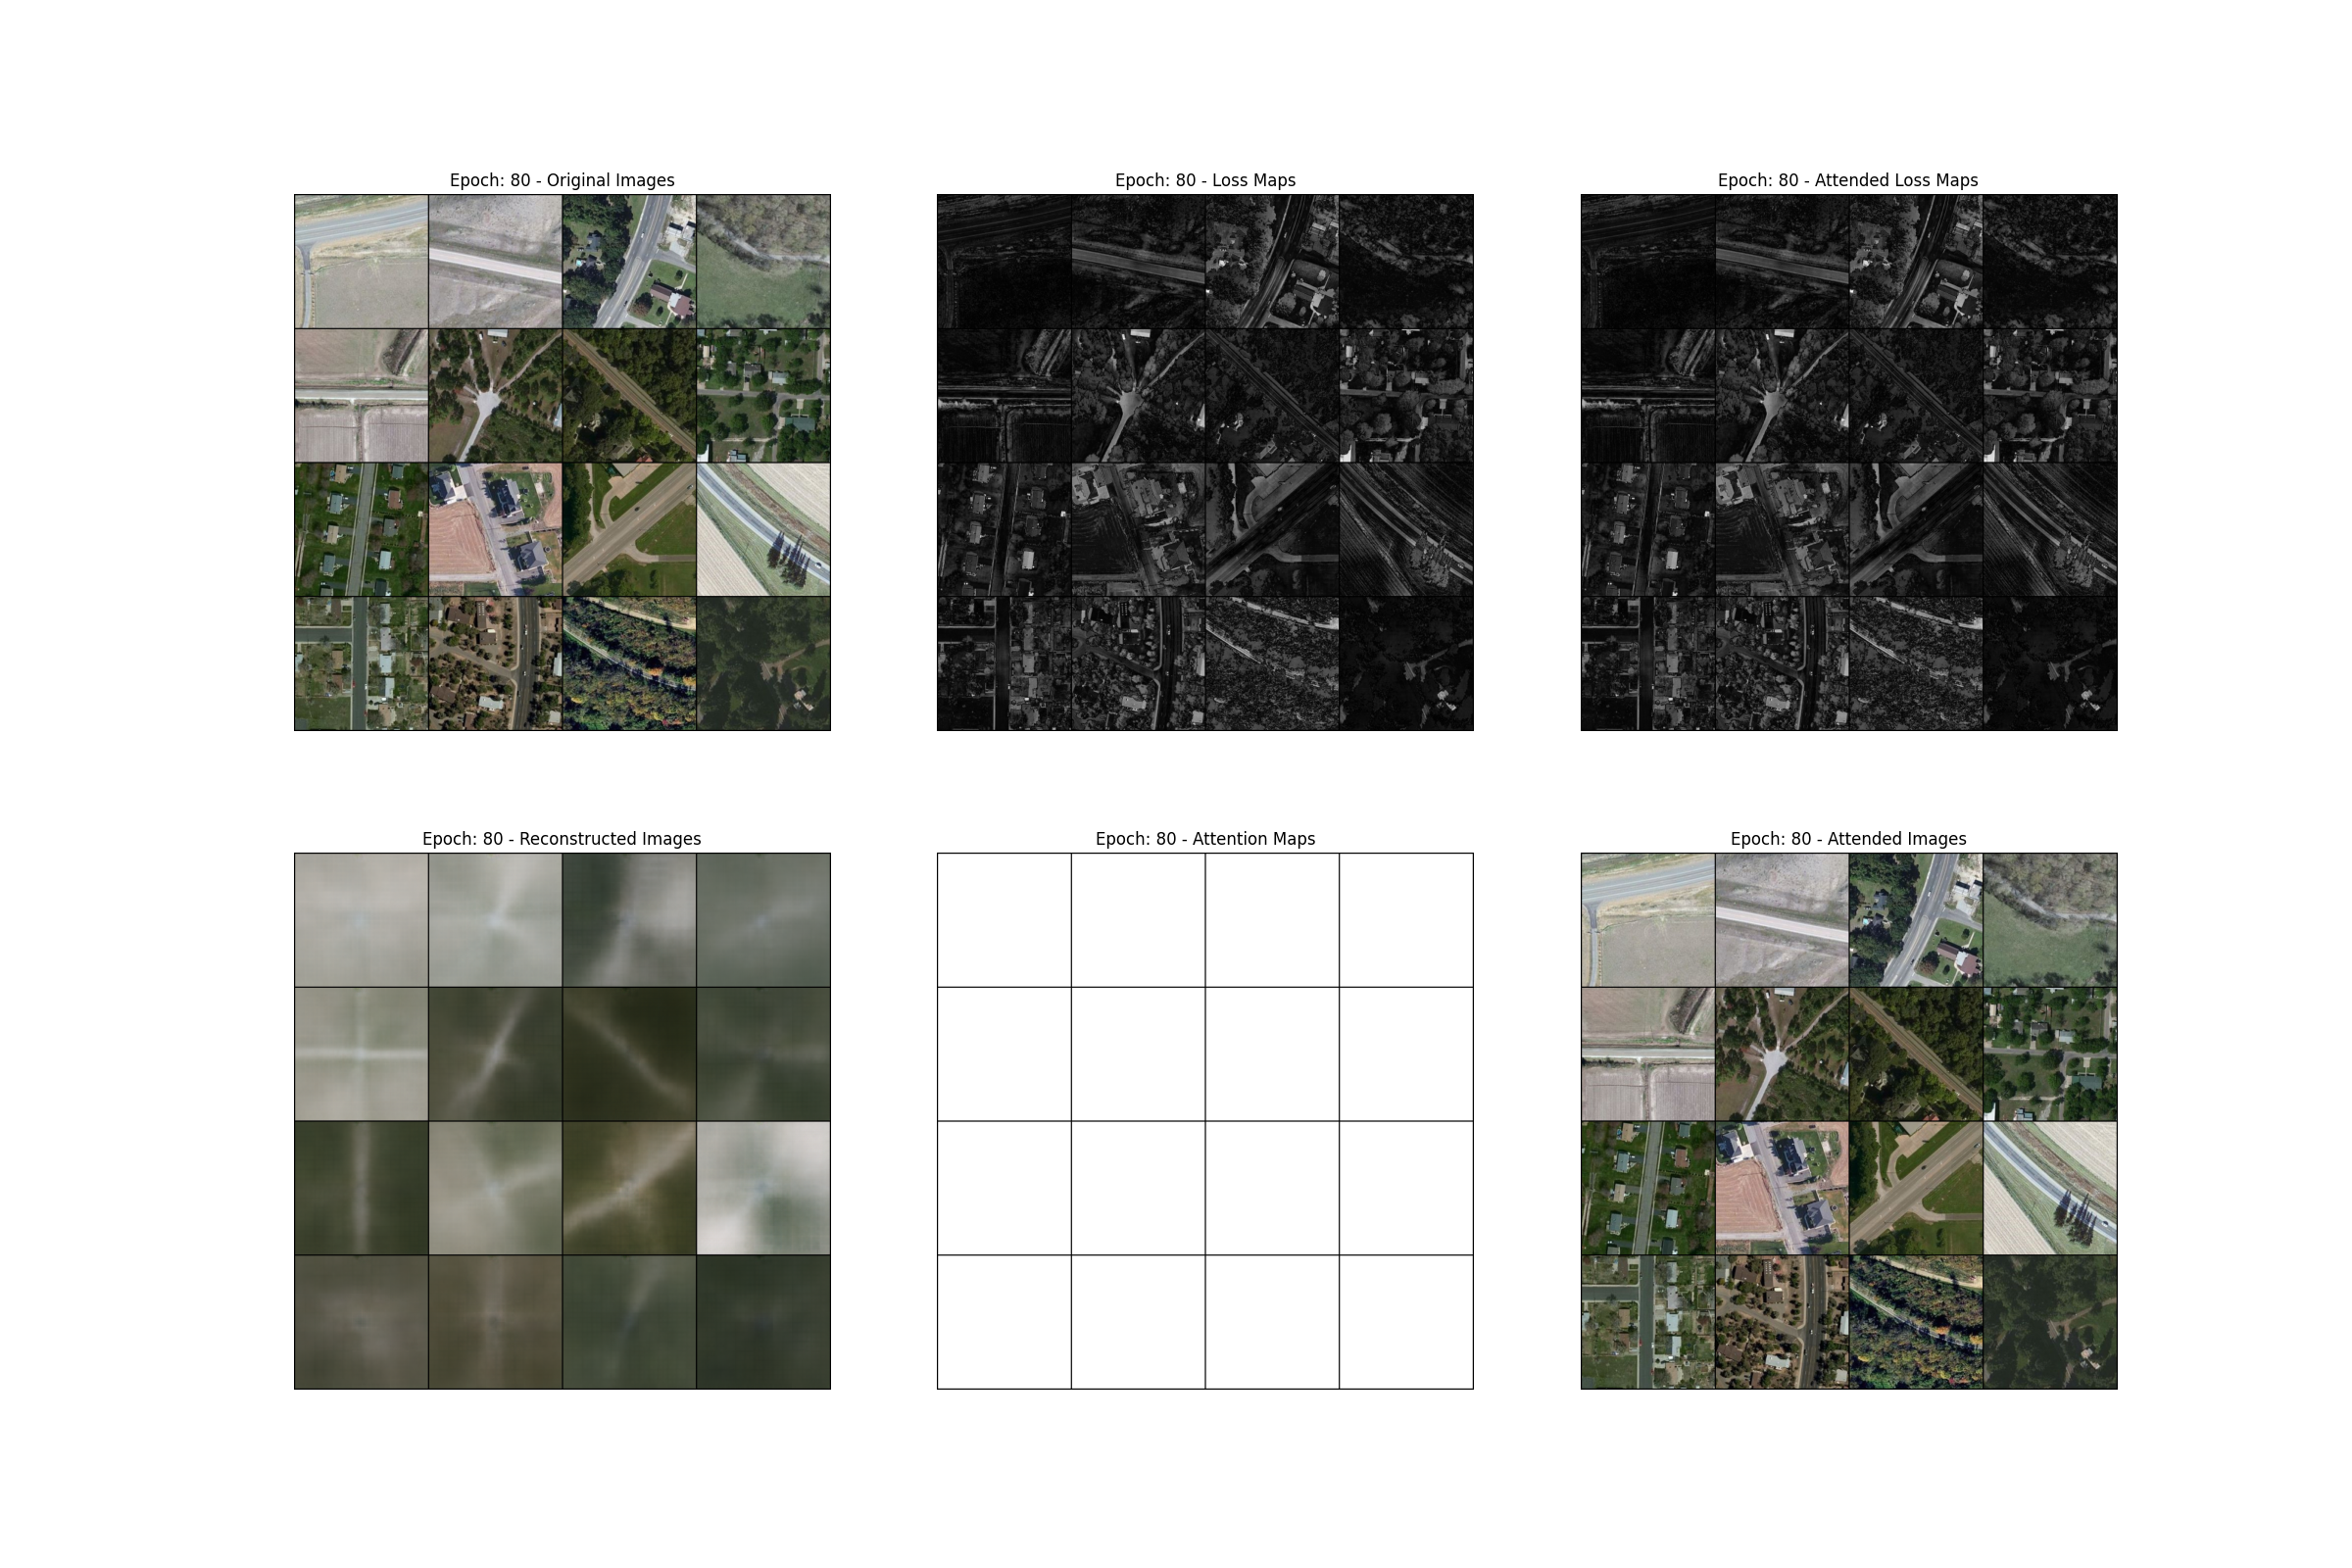 Epoch: 80 - Original Images
Epoch: 80 - Loss Maps
Epoch: 80 - Attended Loss Maps
Epoch: 80 - Reconstructed Images
Epoch: 80 - Attention Maps
Epoch: 80 - Attended Images